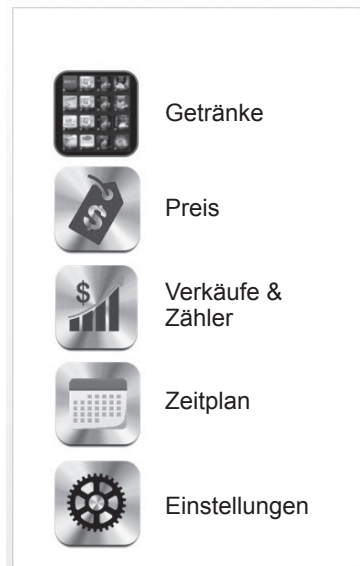 Getränke
$
Preis
$
Verkäufe &
Zähler
Zeitplan
Einstellungen